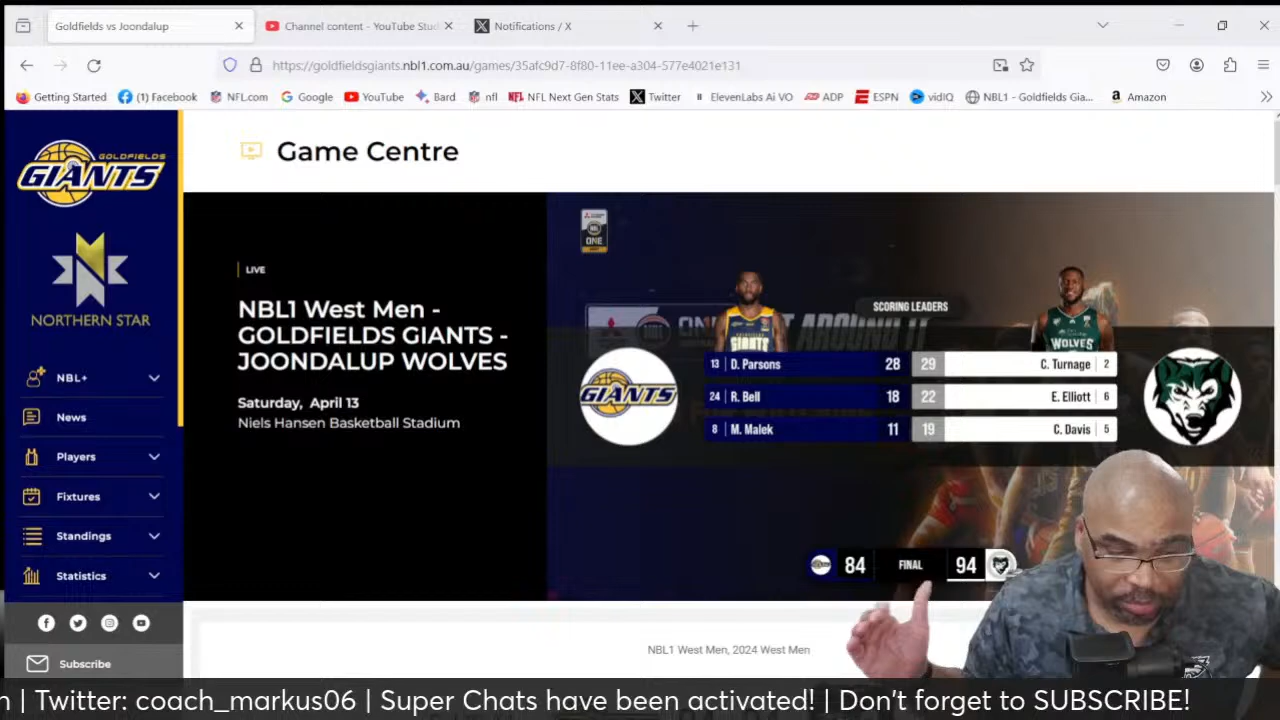 Goldfields vs Joondalup
Channel content - YouTube Stud
Notifications / X
https://goldfieldsgiants.nbl1.com.au/games/35afc9d7-8f80-11ee-a304-577e4021e131
Getting Started (1) Facebook NFL.com Google YouTube Bard nfl NFL Next Gen Stats Twitter ElevenLabs Ai VO ADP ESPN vidIQ NBL1 - Goldfields Gia... Amazon
GOLDFIELDS
GIANTS
NORTHERN STAR
NBL+
News
Players
Fixtures
Standings
Statistics
Subscribe
Game Centre
LIVE
NBL1 West Men -
GOLDFIELDS GIANTS -
JOONDALUP WOLVES
Saturday, April 13
Niels Hansen Basketball Stadium
ONE
SCORING LEADERS
GIANTS
WOLVES
GIANTS
13 D. Parsons 28 29 C. Turnage 2
24 R. Bell 18 22 E. Elliott 6
8 M. Malek 11 19 C. Davis 5
84 FINAL 94
NBL1 West Men, 2024 West Men
n | Twitter: coach_markus06 | Super Chats have been activated! | Don't forget to SUBSCRIBE!